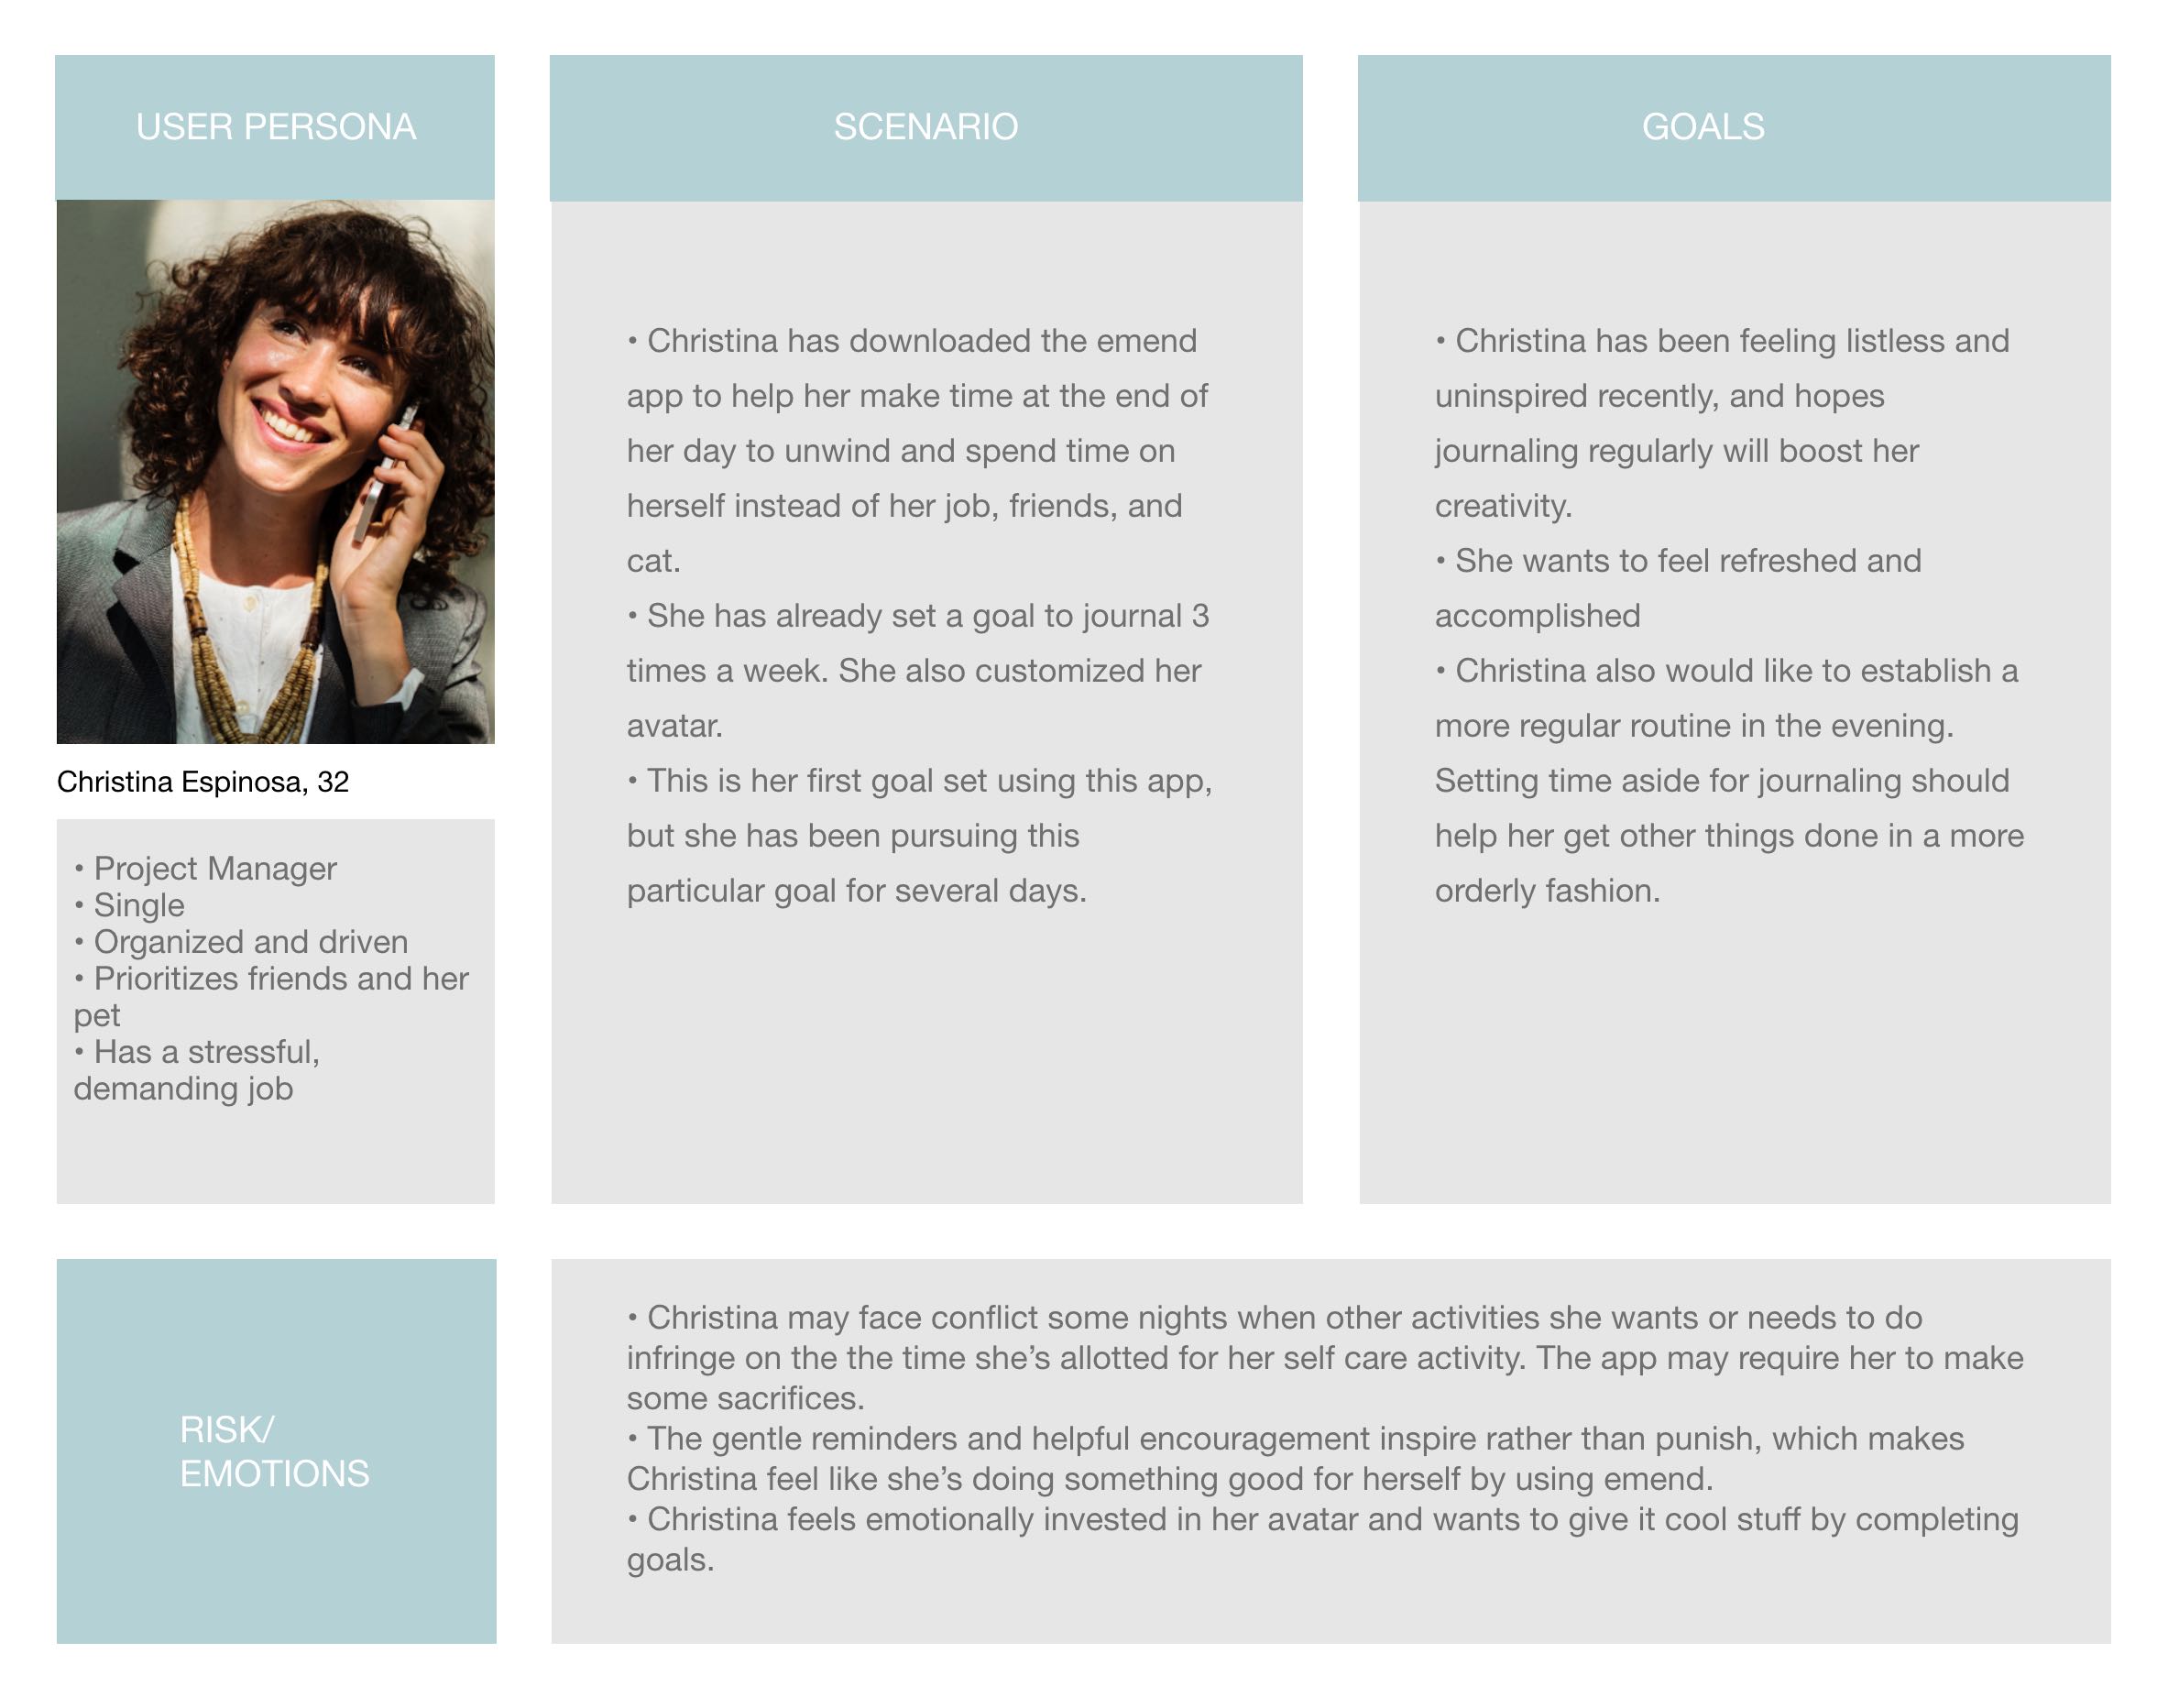 USER PERSONA
Christina Espinosa, 32
• Project Manager
• Single
• Organized and driven
• Prioritizes friends and her
pet
• Has a stressful,
demanding job
SCENARIO
• Christina has downloaded the emend
app to help her make time at the end of
her day to unwind and spend time on
herself instead of her job, friends, and
cat.
• She has already set a goal to journal 3
times a week. She also customized her
avatar.
• This is her first goal set using this app,
but she has been pursuing this
particular goal for several days.
GOALS
• Christina has been feeling listless and
uninspired recently, and hopes
journaling regularly will boost her
creativity.
• She wants to feel refreshed and
accomplished
• Christina also would like to establish a
more regular routine in the evening.
Setting time aside for journaling should
help her get other things done in a more
orderly fashion.
RISK/
EMOTIONS
• Christina may face conflict some nights when other activities she wants or needs to do
infringe on the the time she’s allotted for her self care activity. The app may require her to make
some sacrifices.
• The gentle reminders and helpful encouragement inspire rather than punish, which makes
Christina feel like she’s doing something good for herself by using emend.
• Christina feels emotionally invested in her avatar and wants to give it cool stuff by completing
goals.